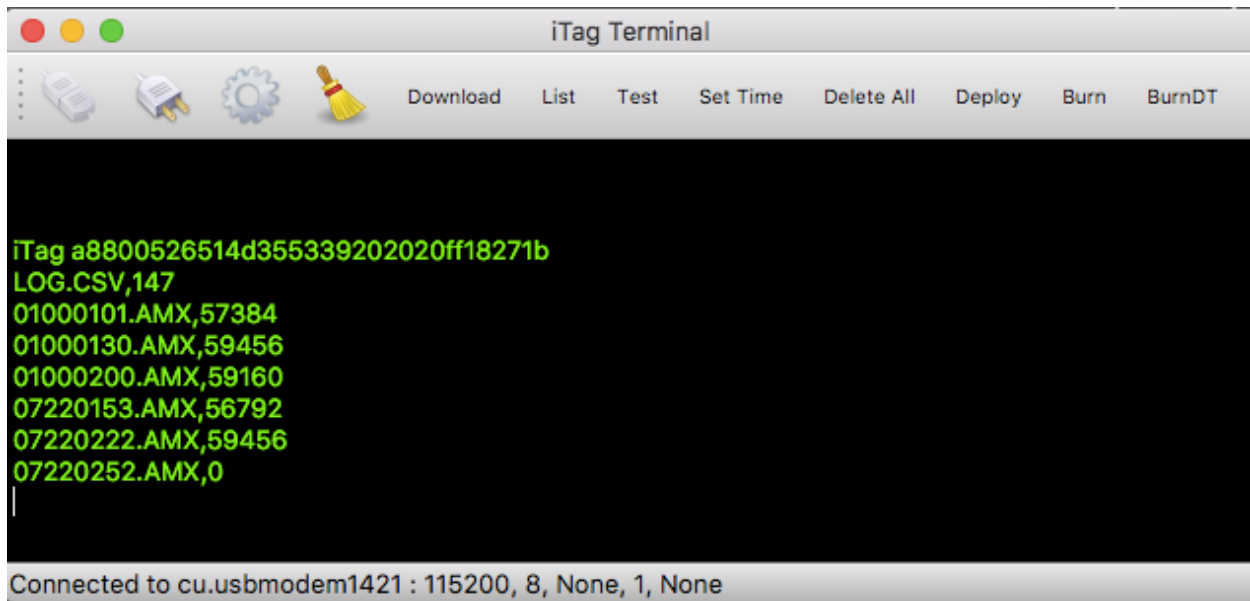 iTag Terminal
Download List Test Set Time Delete All Deploy Burn BurnDT
iTag a8800526514d355339202020ff18271b
LOG.CSV,147
01000101.AMX,57384
01000130.AMX,59456
01000200.AMX,59160
07220153.AMX,56792
07220222.AMX,59456
07220252.AMX,0
Connected to cu.usbmodem1421 : 115200, 8, None, 1, None